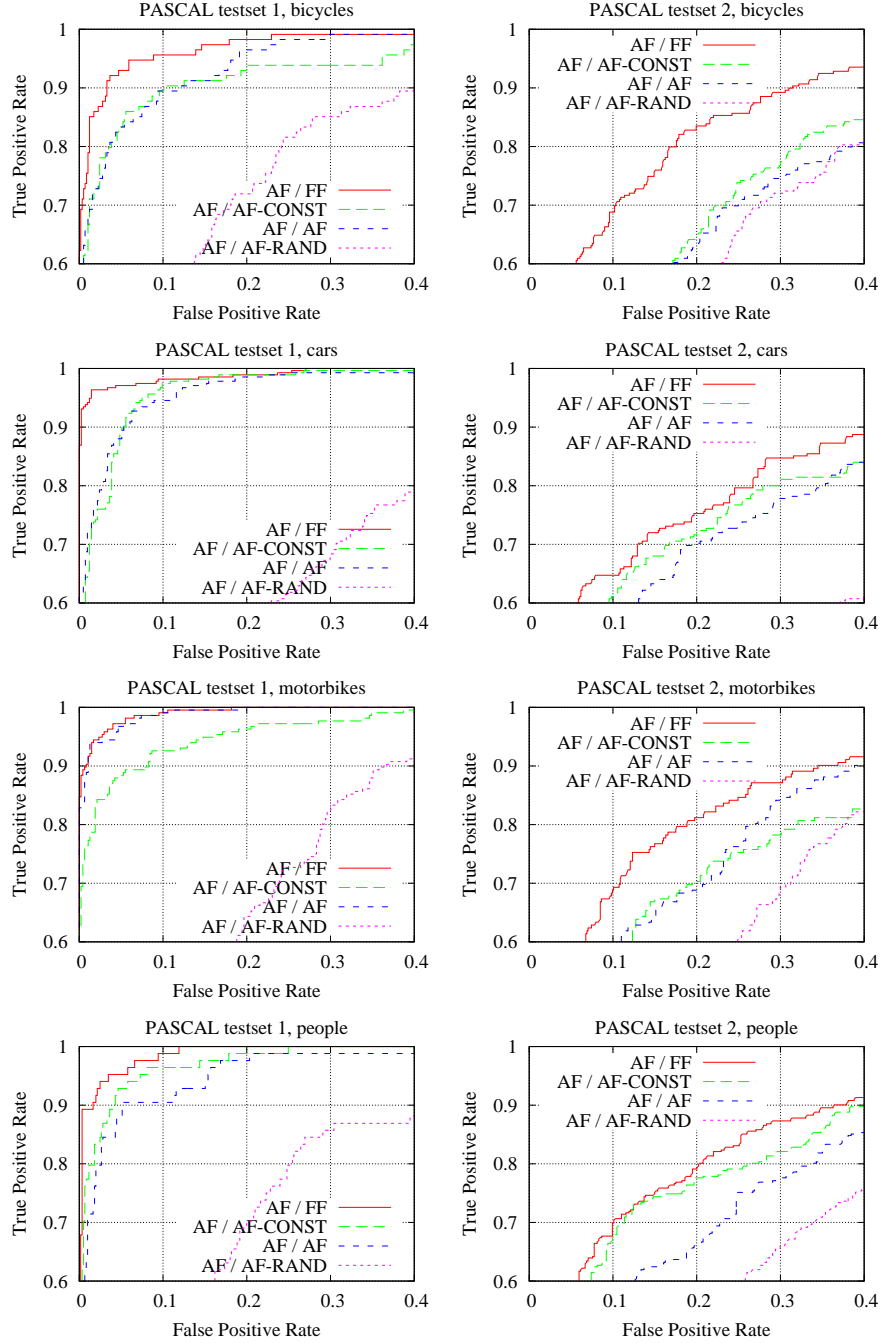 PASCAL testset 1, bicycles
True Positive Rate
1
0.9
0.8
0.7
0.6
AF / FF
AF / AF-CONST
AF / AF
AF / AF-RAND
0 0.1 0.2 0.3 0.4
False Positive Rate
PASCAL testset 2, bicycles
True Positive Rate
1
0.9
0.8
0.7
0.6
AF / FF
AF / AF-CONST
AF / AF
AF / AF-RAND
0 0.1 0.2 0.3 0.4
False Positive Rate
PASCAL testset 1, cars
True Positive Rate
1
0.9
0.8
0.7
0.6
AF / FF
AF / AF-CONST
AF / AF
AF / AF-RAND
0 0.1 0.2 0.3 0.4
False Positive Rate
PASCAL testset 2, cars
True Positive Rate
1
0.9
0.8
0.7
0.6
AF / FF
AF / AF-CONST
AF / AF
AF / AF-RAND
0 0.1 0.2 0.3 0.4
False Positive Rate
PASCAL testset 1, motorbikes
True Positive Rate
1
0.9
0.8
0.7
0.6
AF / FF
AF / AF-CONST
AF / AF
AF / AF-RAND
0 0.1 0.2 0.3 0.4
False Positive Rate
PASCAL testset 2, motorbikes
True Positive Rate
1
0.9
0.8
0.7
0.6
AF / FF
AF / AF-CONST
AF / AF
AF / AF-RAND
0 0.1 0.2 0.3 0.4
False Positive Rate
PASCAL testset 1, people
True Positive Rate
1
0.9
0.8
0.7
0.6
AF / FF
AF / AF-CONST
AF / AF
AF / AF-RAND
0 0.1 0.2 0.3 0.4
False Positive Rate
PASCAL testset 2, people
True Positive Rate
1
0.9
0.8
0.7
0.6
AF / FF
AF / AF-CONST
AF / AF
AF / AF-RAND
0 0.1 0.2 0.3 0.4
False Positive Rate